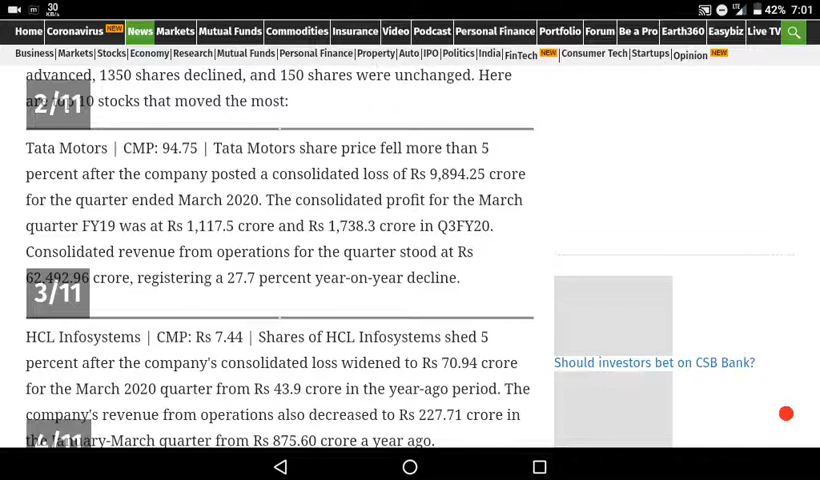 30
KB/s
LTE
42%
7:01
Home Coronavirus NEW News Markets Mutual Funds Commodities Insurance Video Podcast Personal Finance Portfolio Forum Be a Pro Earth360 Easybiz Live TV
Business Markets Stocks Economy Research Mutual Funds Personal Finance Property Auto IPO Politics India FinTech NEW Consumer Tech Startups Opinion NEW
advanced, 1350 shares declined, and 150 shares were unchanged. Here
are top 10 stocks that moved the most:
2/11
Tata Motors | CMP: 94.75 | Tata Motors share price fell more than 5
percent after the company posted a consolidated loss of Rs 9,894.25 crore
for the quarter ended March 2020. The consolidated profit for the March
quarter FY19 was at Rs 1,117.5 crore and Rs 1,738.3 crore in Q3FY20.
Consolidated revenue from operations for the quarter stood at Rs
62,492.96 crore, registering a 27.7 percent year-on-year decline.
3/11
HCL Infosystems | CMP: Rs 7.44 | Shares of HCL Infosystems shed 5
percent after the company's consolidated loss widened to Rs 70.94 crore
for the March 2020 quarter from Rs 43.9 crore in the year-ago period. The
company's revenue from operations also decreased to Rs 227.71 crore in
the January-March quarter from Rs 875.60 crore a year ago.
4/11
Should investors bet on CSB Bank?